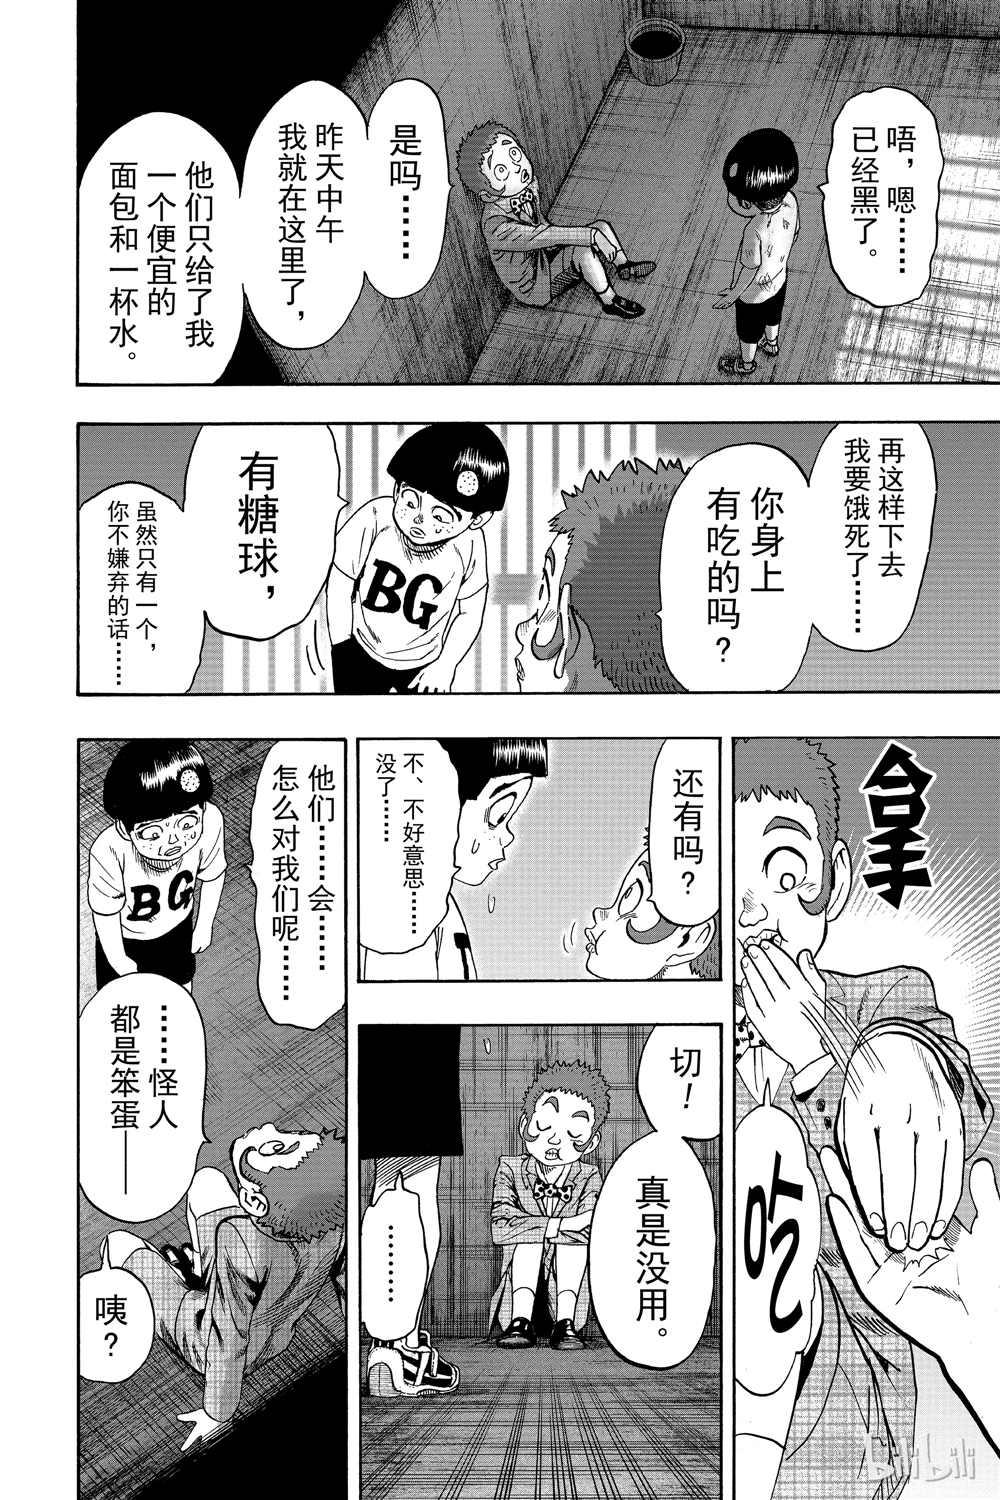 唔，嗯……
已经黑了。
是吗……
昨天中午
我就在这里了，
他们只给了我
一个便宜的
面包和一杯
水。
再这样下去
我要饿死了……
你身上
有吃的吗？
有糖球，
虽然只有一个，
你不嫌弃的话……
BG
拿
吃
还有吗？
不、不好意思……
没了……
切！
真是没用。
……
他们……会……
怎么对我们呢……
BG
……怪人
都是笨蛋——
咦？
bilibili